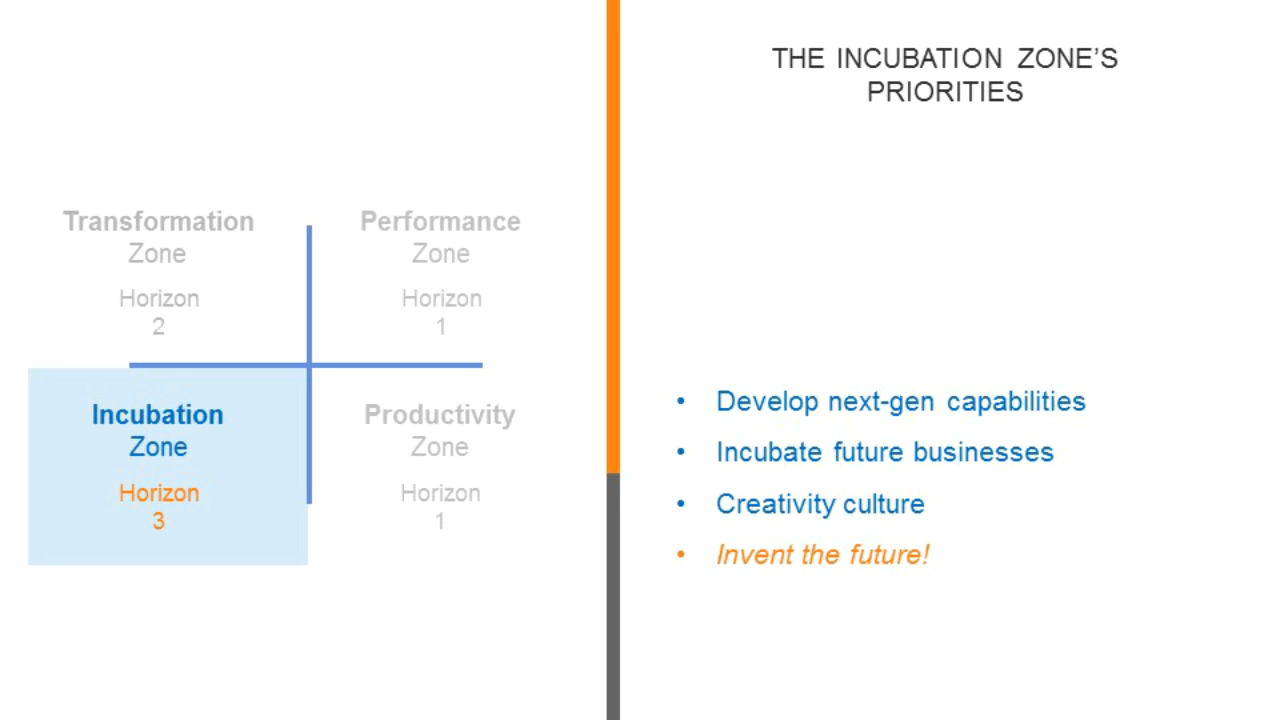 THE INCUBATION ZONE'S
PRIORITIES
Transformation
Zone
Horizon
2
Performance
Zone
Horizon
1
Incubation
Zone
Horizon
3
Productivity
Zone
Horizon
1
• Develop next-gen capabilities
• Incubate future businesses
• Creativity culture
• Invent the future!